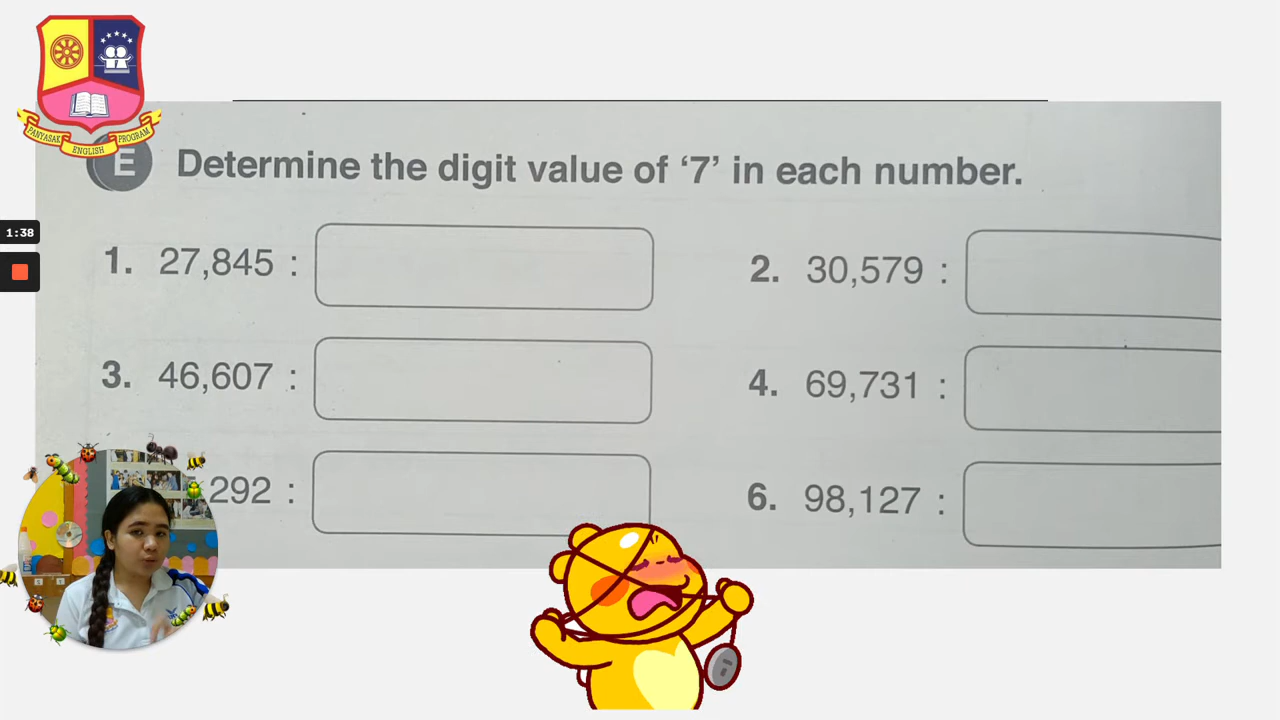 PANYASAK
ENGLISH
PROGRAM
E Determine the digit value of ‘7’ in each number.
1. 27,845 :
2. 30,579 :
1:38
3. 46,607 :
4. 69,731 :
,292 :
6. 98,127 :